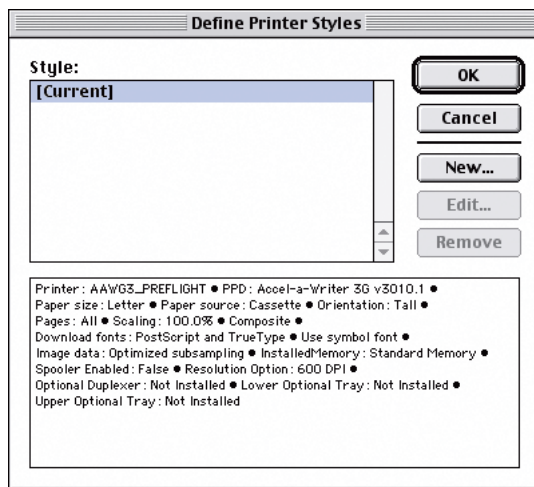 Define Printer Styles
Style:
[Current]
OK
Cancel
New...
Edit...
Remove
Printer : AAWG3_PREFLIGHT ● PPD : Accel-a-Writer 3G v3010.1 ●
Paper size : Letter ● Paper source : Cassette ● Orientation : Tall ●
Pages : All ● Scaling : 100.0% ● Composite ●
Download fonts : PostScript and TrueType ● Use symbol font ●
Image data : Optimized subsampling ● InstalledMemory : Standard Memory ●
Spooler Enabled : False ● Resolution Option : 600 DPI ●
Optional Duplexer : Not Installed ● Lower Optional Tray : Not Installed ●
Upper Optional Tray : Not Installed